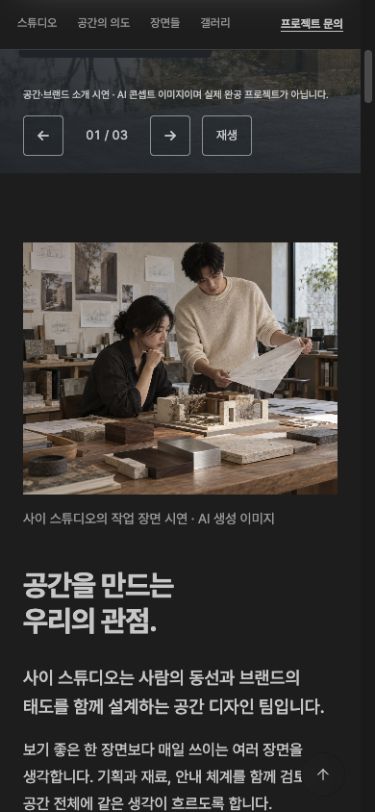 스튜디오 공간의 의도 장면들 갤러리 프로젝트 문의
공간·브랜드 소개 시연 · AI 콘셉트 이미지이며 실제 완공 프로젝트가 아닙니다.
← 01 / 03 → 재생
사이 스튜디오의 작업 장면 시연 · AI 생성 이미지
공간을 만드는
우리의 관점.
사이 스튜디오는 사람의 동선과 브랜드의
태도를 함께 설계하는 공간 디자인 팀입니다.
보기 좋은 한 장면보다 매일 쓰이는 여러 장면을
생각합니다. 기획과 재료, 안내 체계를 함께
공간 전체에 같은 생각이 흐르도록 합니다.
↑